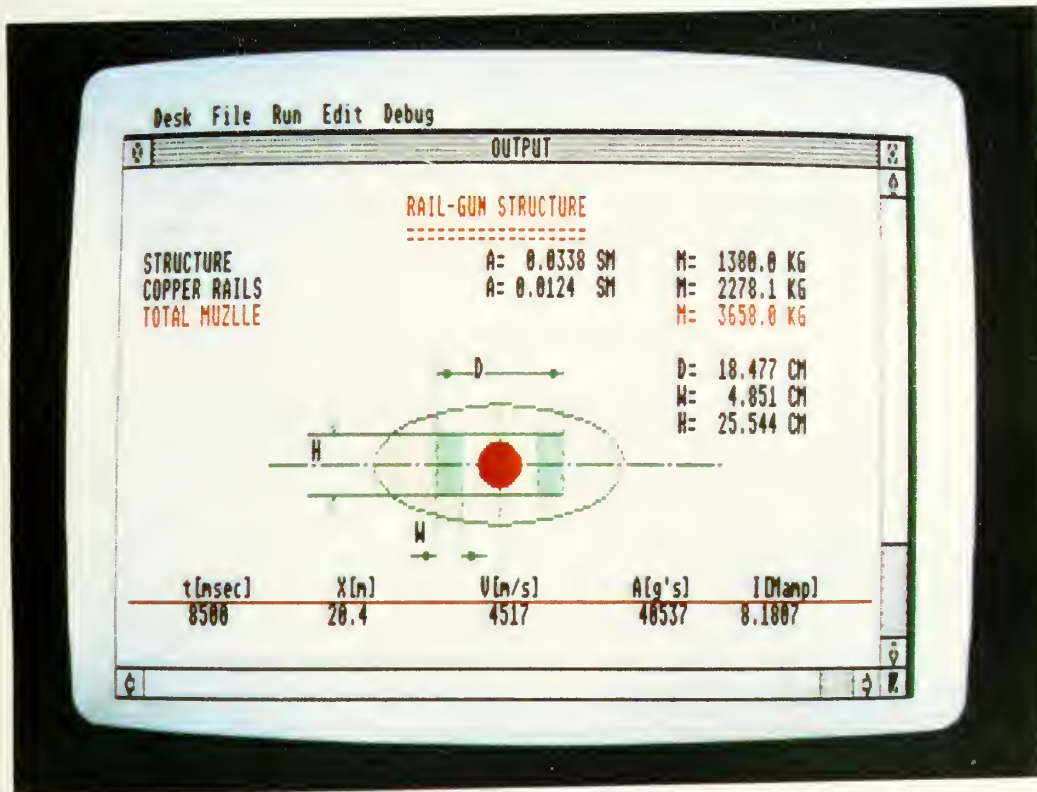 Desk File Run Edit Debug
OUTPUT
RAIL-GUN STRUCTURE
STRUCTURE A= 0.0338 SM M= 1380.0 KG
COPPER RAILS A= 0.0124 SM M= 2278.1 KG
TOTAL MUZLLE M= 3658.0 KG
D D= 18.477 CM
W= 4.851 CM
H= 25.544 CM
H
W
t[msec] X[m] V[m/s] A[g's] I[Mamp]
8500 20.4 4517 40537 8.1807